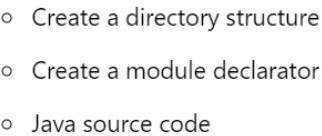 ○ Create a directory structure
○ Create a module declarator
○ Java source code